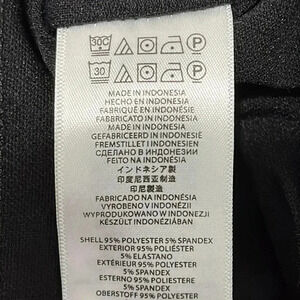 30C P
30 P
MADE IN INDONESIA
HECHO EN INDONESIA
FABRIQUÉ EN INDONÉSIE
FABBRICATO IN INDONESIA
MADE IN INDONESIA
GEFABRICEERD IN INDONESIË
FREMSTILLET I INDONESIEN
СДЕЛАНО В ИНДОНЕЗИИ
FEITO NA INDONÉSIA
インドネシア製
印度尼西亚制造
印尼製造
FABRICADO NA INDONÉSIA
VYROBENO V INDONÉZII
WYPRODUKOWANO W INDONEZJI
KÉSZÜLT INDONÉZIÁBAN
SHELL 95% POLYESTER 5% SPANDEX
EXTERIOR 95% POLIÉSTER
5% ELASTANO
EXTÉRIEUR 95% POLYESTER
5% SPANDEX
ESTERNO 95% POLIESTERE
5% SPANDEX
OBERSTOFF 95% POLYESTER